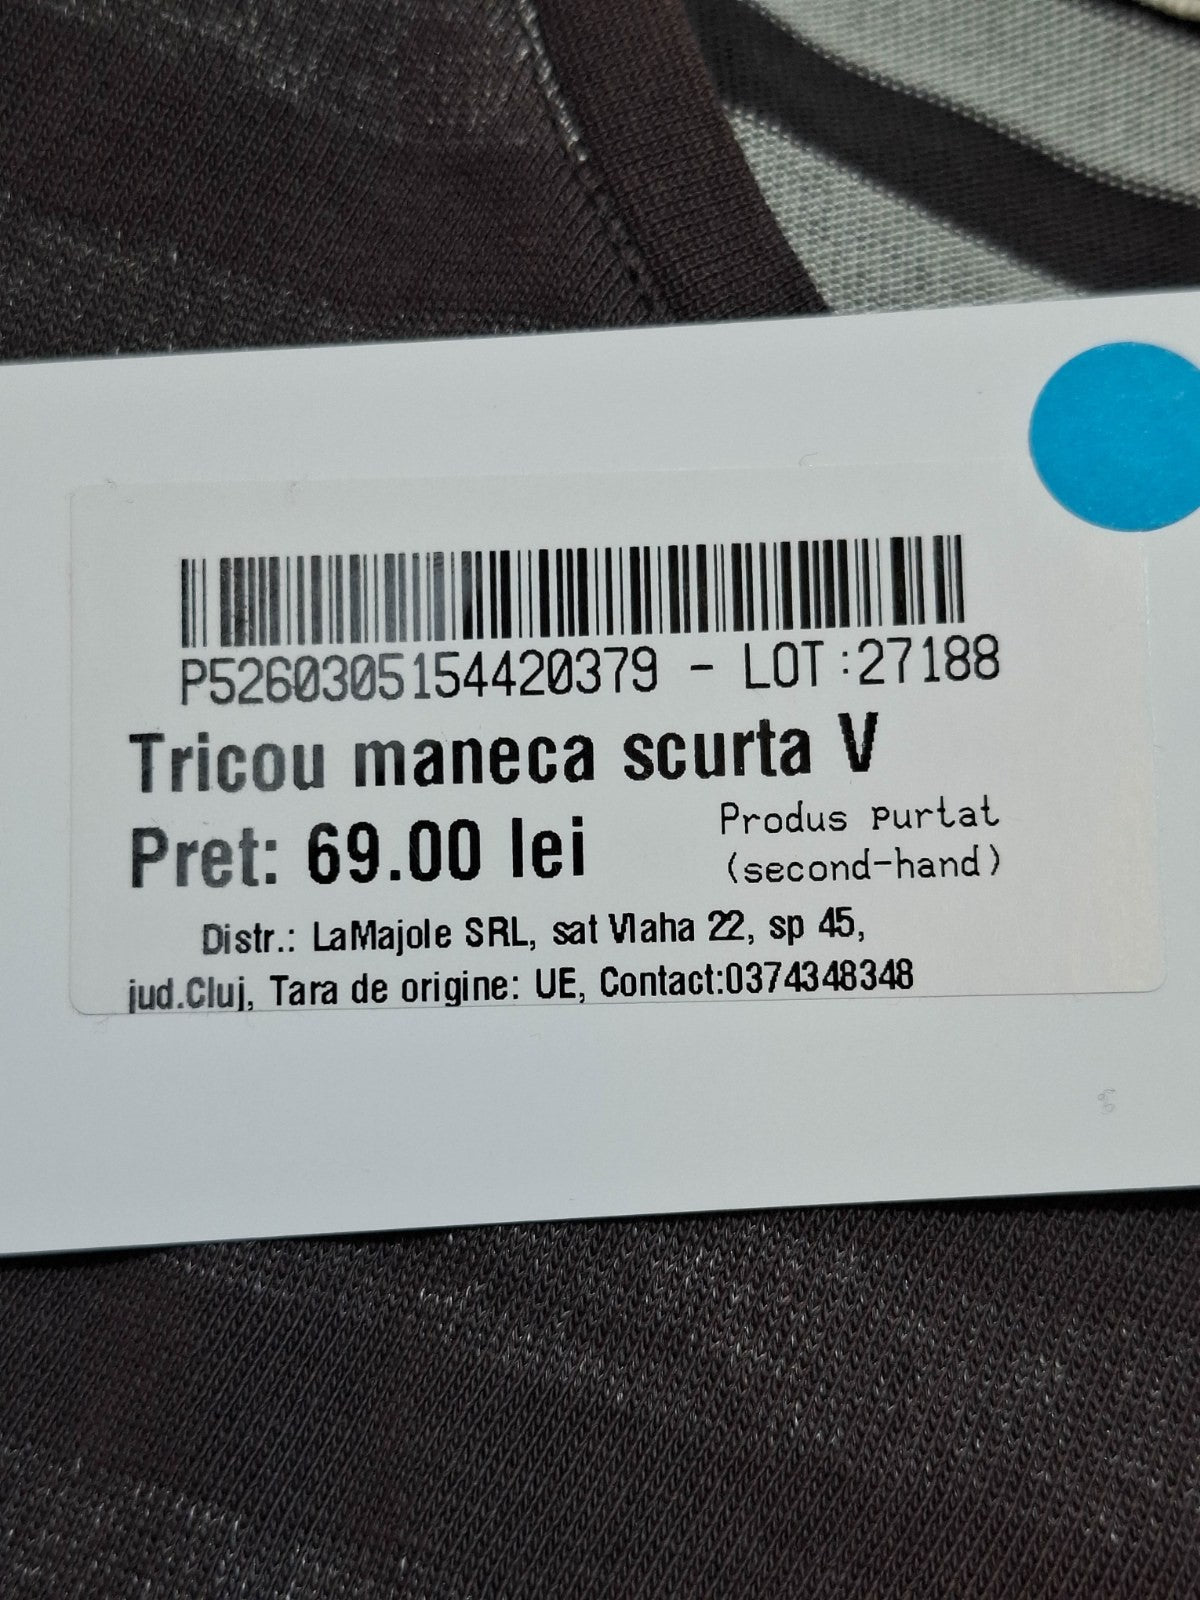 P5260305154420379 - LOT:27188
Tricou maneca scurta V
Pret: 69.00 lei
Produs purtat
(second-hand)
Distr.: LaMajole SRL, sat Vlaha 22, sp 45,
jud.Cluj, Tara de origine: UE, Contact:0374348348